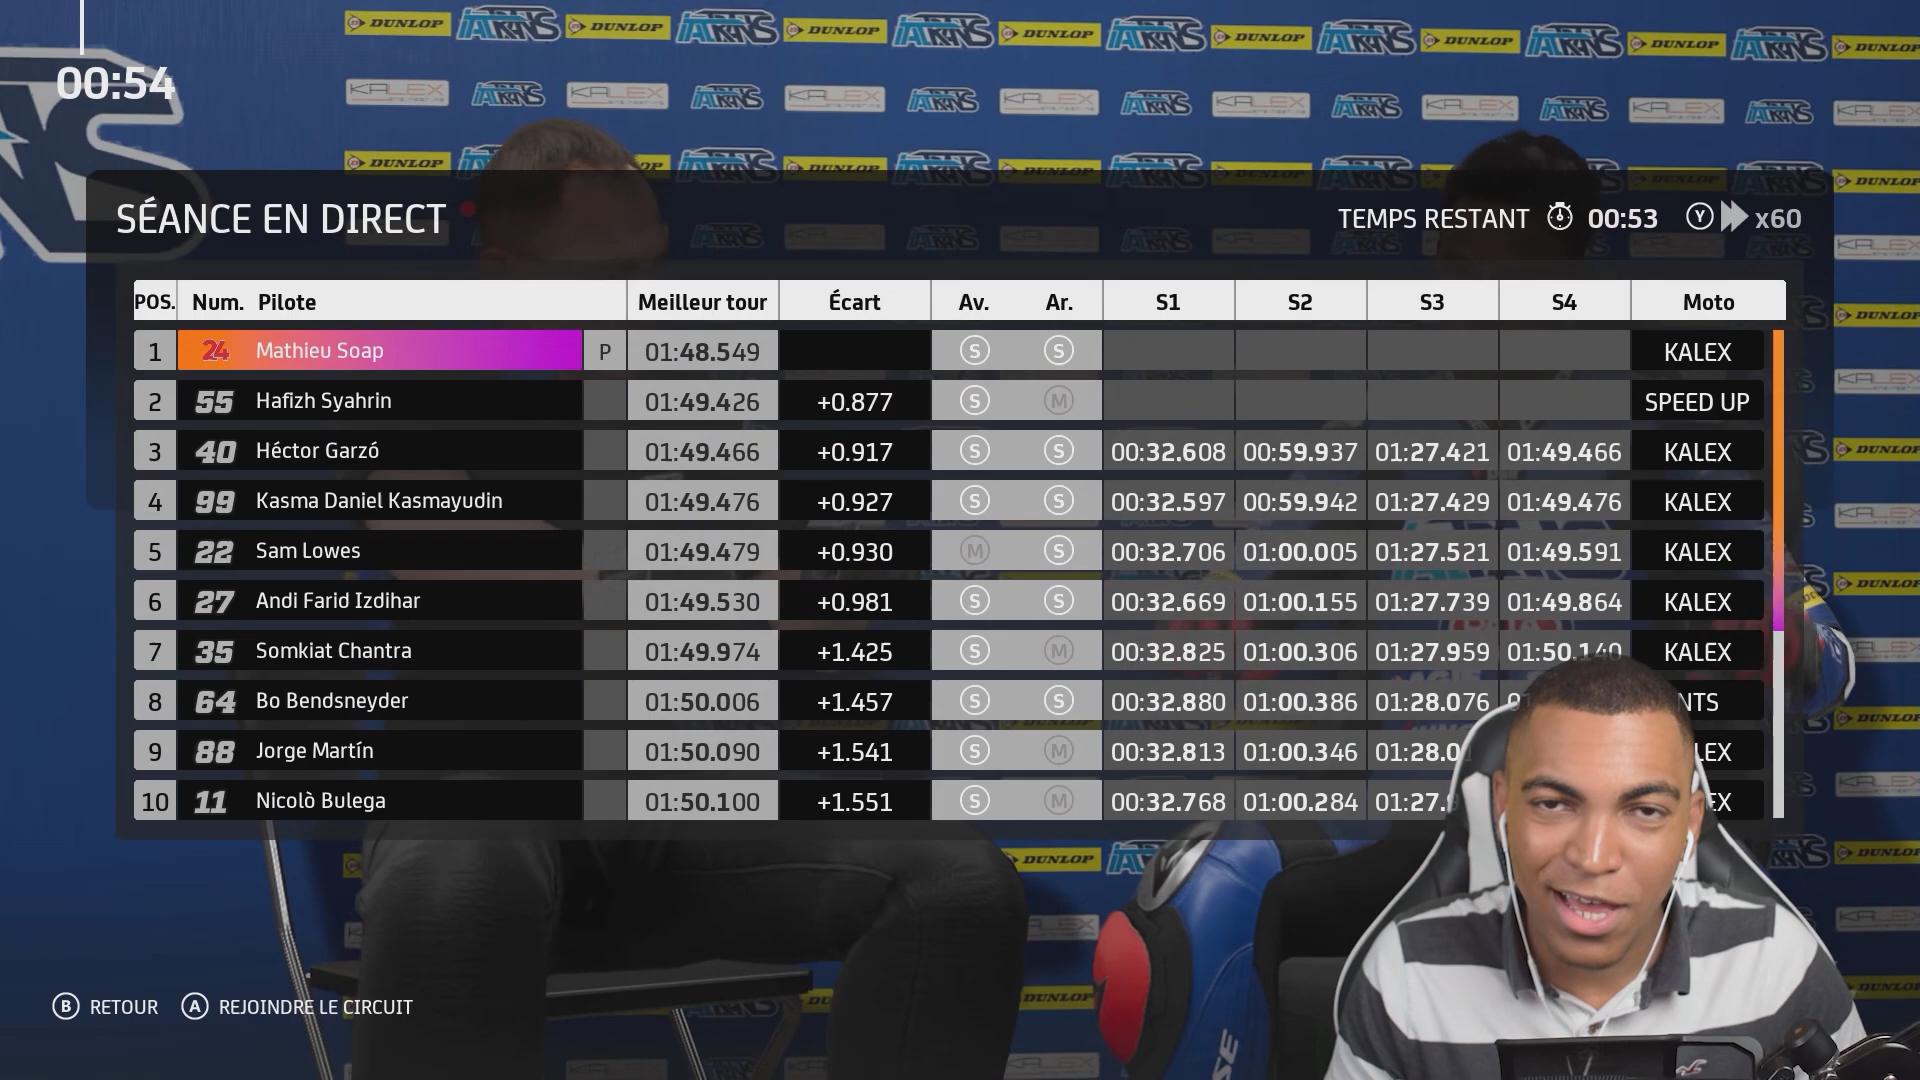 00:54
SÉANCE EN DIRECT
TEMPS RESTANT 00:53 Y x60
POS. Num. Pilote Meilleur tour Écart Av. Ar. S1 S2 S3 S4 Moto
1 24 Mathieu Soap P 01:48.549 S S KALEX
2 55 Hafizh Syahrin 01:49.426 +0.877 S M SPEED UP
3 40 Héctor Garzó 01:49.466 +0.917 S S 00:32.608 00:59.937 01:27.421 01:49.466 KALEX
4 99 Kasma Daniel Kasmayudin 01:49.476 +0.927 S S 00:32.597 00:59.942 01:27.429 01:49.476 KALEX
5 22 Sam Lowes 01:49.479 +0.930 M S 00:32.706 01:00.005 01:27.521 01:49.591 KALEX
6 27 Andi Farid Izdihar 01:49.530 +0.981 S S 00:32.669 01:00.155 01:27.739 01:49.864 KALEX
7 35 Somkiat Chantra 01:49.974 +1.425 S M 00:32.825 01:00.306 01:27.959 01:50.140 KALEX
8 64 Bo Bendsneyder 01:50.006 +1.457 S S 00:32.880 01:00.386 01:28.076 NTS
9 88 Jorge Martín 01:50.090 +1.541 S M 00:32.813 01:00.346 01:28.0
10 11 Nicolò Bulega 01:50.100 +1.551 S M 00:32.768 01:00.284 01:27.
B RETOUR A REJOINDRE LE CIRCUIT